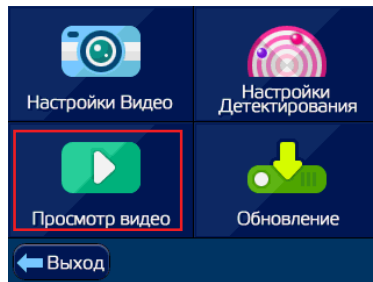 Настройки Видео
Настройки
Детектирования
Просмотр видео
Обновление
Выход